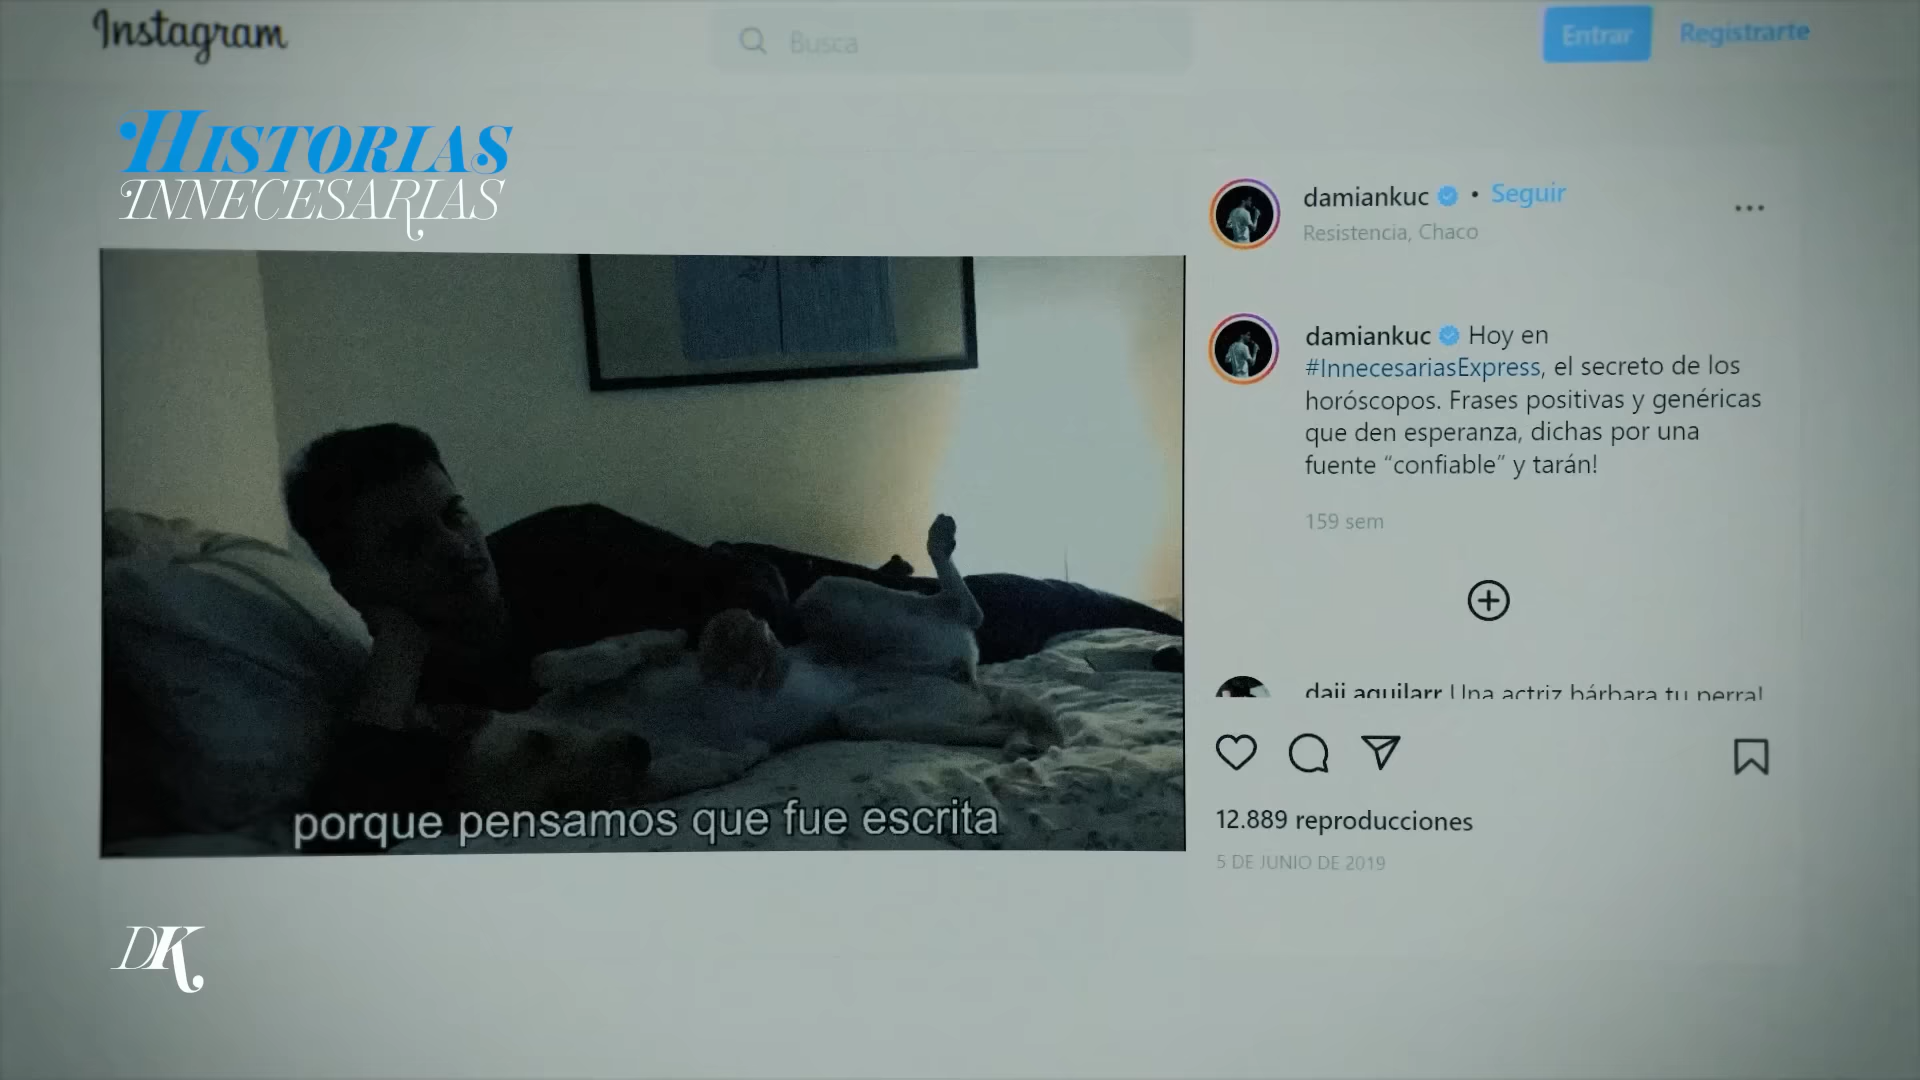 Instagram
Busca
Entrar
Registrarte
HISTORIAS
INNECESARIAS
damiankuc • Seguir
Resistencia, Chaco
damiankuc Hoy en
#InnecesariasExpress, el secreto de los
horóscopos. Frases positivas y genéricas
que den esperanza, dichas por una
fuente “confiable” y tarán!
159 sem
daii.aguilarr Una actriz bárbara tu perra!
porque pensamos que fue escrita
12.889 reproducciones
5 DE JUNIO DE 2019
DK